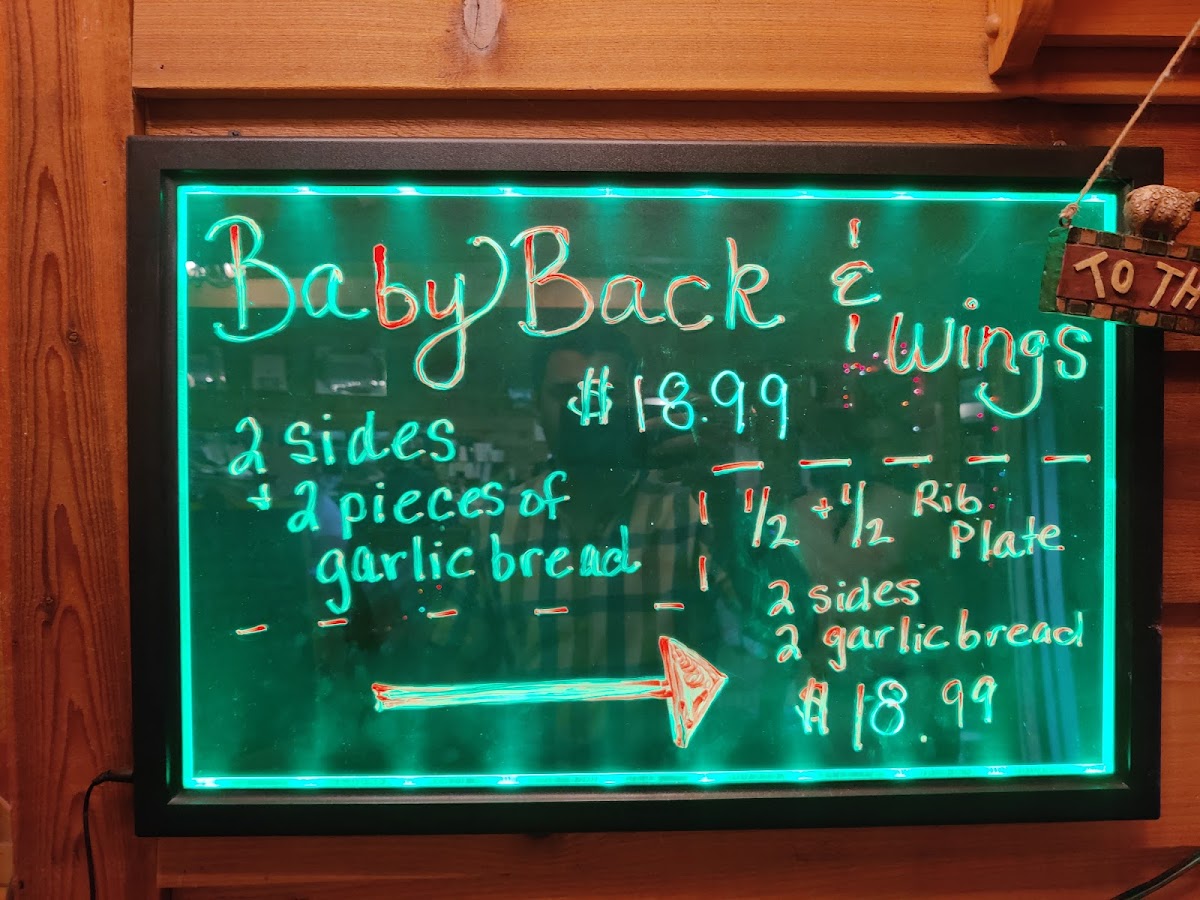 Baby Back & Wings
$18.99
2 sides
+ 2 pieces of
garlic bread
1/2 + 1/2 Rib
Plate
2 sides
2 garlic bread
$18.99
TO TH